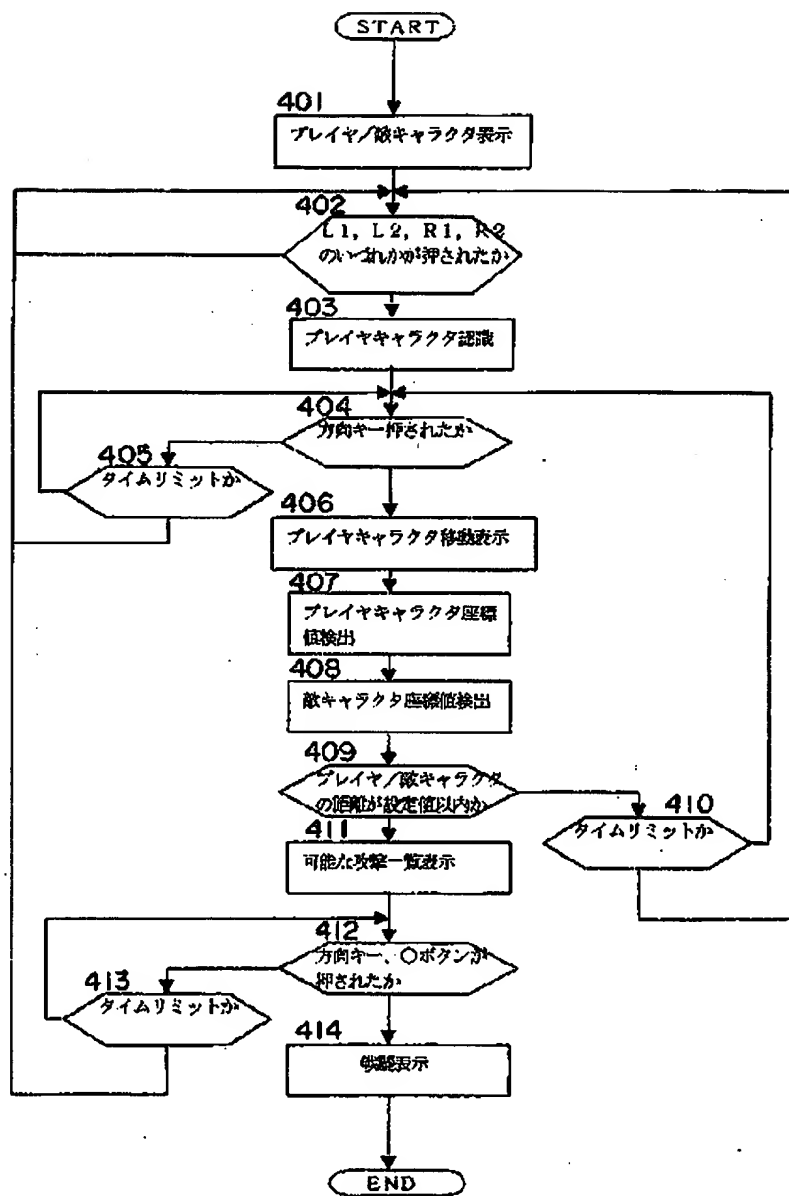 START
401
プレイヤ/敵キャラクタ表示
402
L1, L2, R1, R2
のいづれかが押されたか
403
プレイヤキャラクタ認識
404
方向キー押されたか
405
タイムリミットか
406
プレイヤキャラクタ移動表示
407
プレイヤキャラクタ座標
値検出
408
敵キャラクタ座標値検出
409
プレイヤ/敵キャラクタ
の距離が設定値以内か
410
タイムリミットか
411
可能な攻撃一覧表示
412
方向キー、○ボタンが
押されたか
413
タイムリミットか
414
表示
END